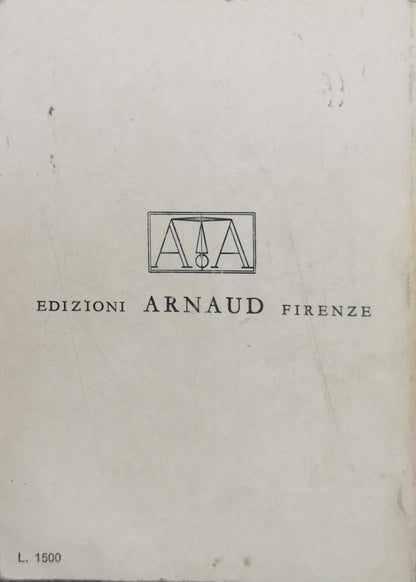 A A
EDIZIONI ARNAUD FIRENZE
L. 1500